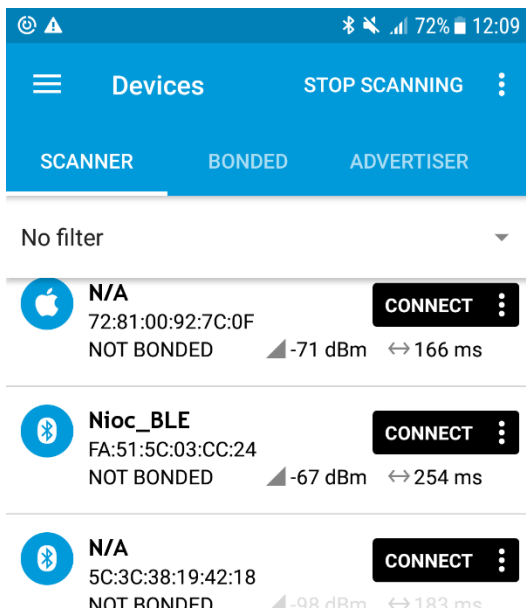 72% 12:09
Devices STOP SCANNING
SCANNER BONDED ADVERTISER
No filter
N/A CONNECT
72:81:00:92:7C:0F
NOT BONDED -71 dBm 166 ms
Nioc_BLE CONNECT
FA:51:5C:03:CC:24
NOT BONDED -67 dBm 254 ms
N/A CONNECT
5C:3C:38:19:42:18
NOT BONDED -98 dBm 183 ms